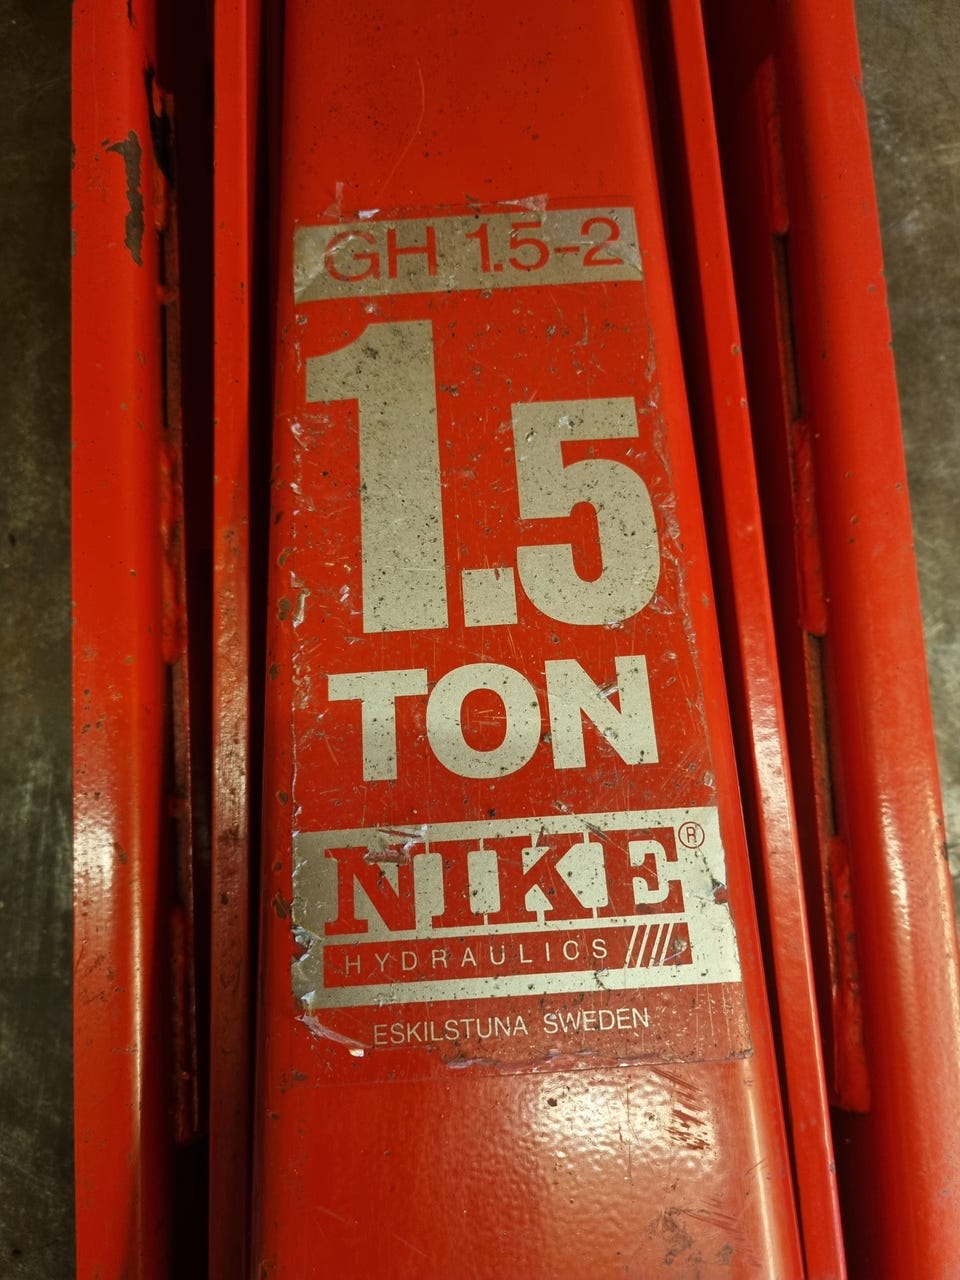 GH 1.5-2
1.5
TON
NIKE®
HYDRAULICS
ESKILSTUNA SWEDEN